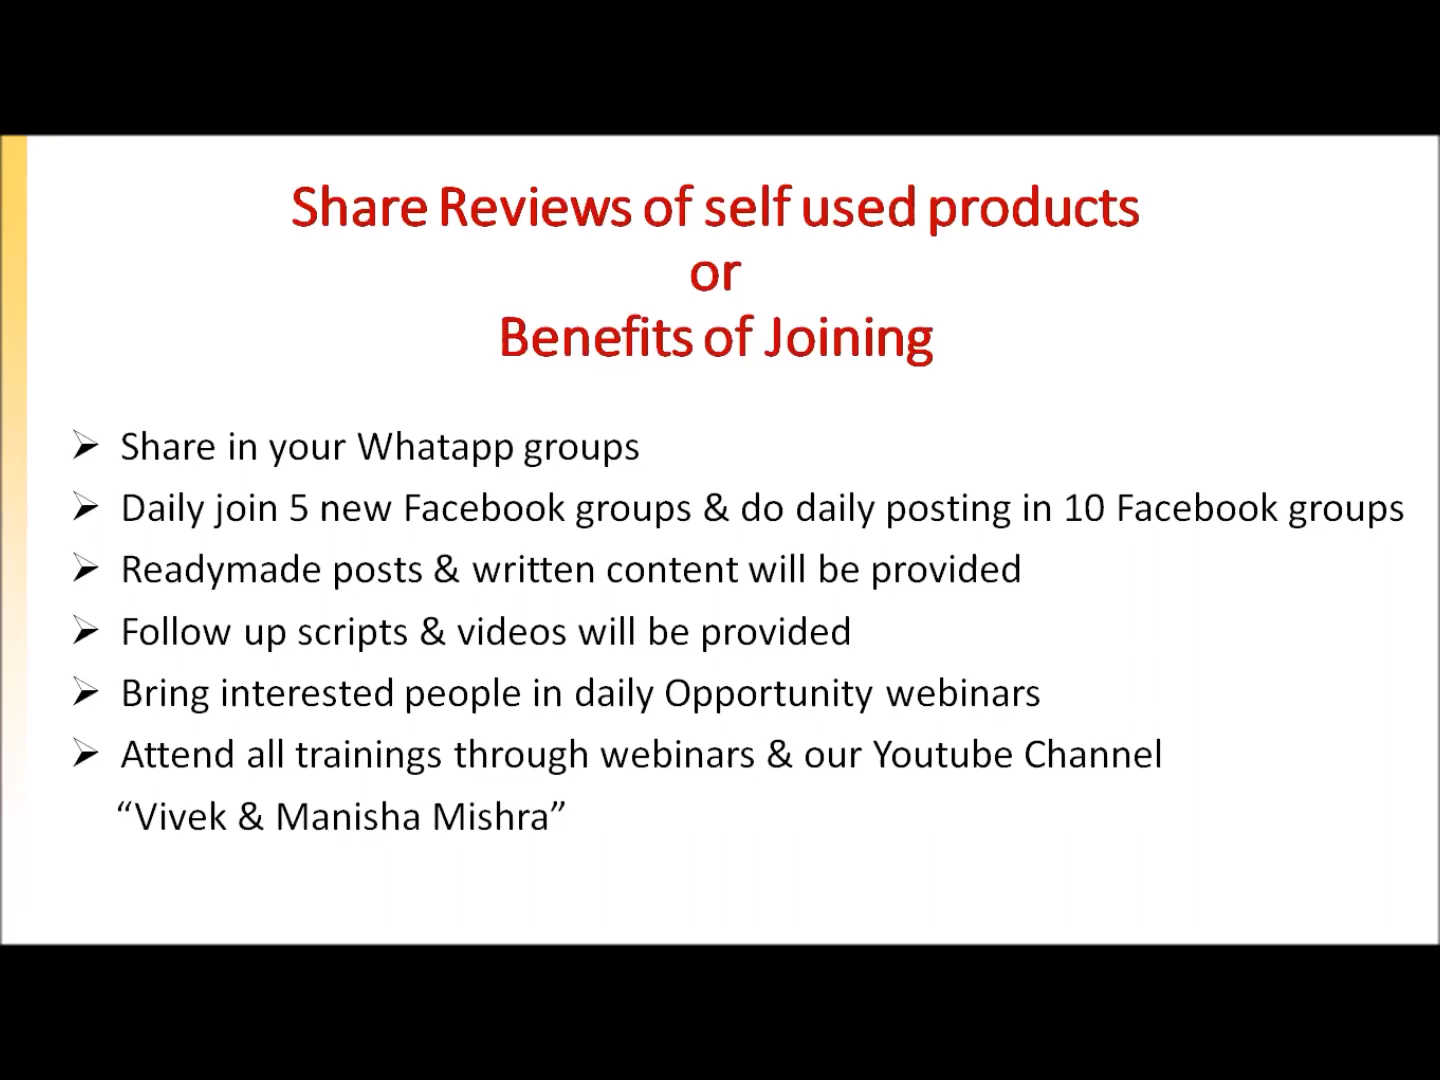 Share Reviews of self used products
or
Benefits of Joining
➢ Share in your Whatapp groups
➢ Daily join 5 new Facebook groups & do daily posting in 10 Facebook groups
➢ Readymade posts & written content will be provided
➢ Follow up scripts & videos will be provided
➢ Bring interested people in daily Opportunity webinars
➢ Attend all trainings through webinars & our Youtube Channel
“Vivek & Manisha Mishra”